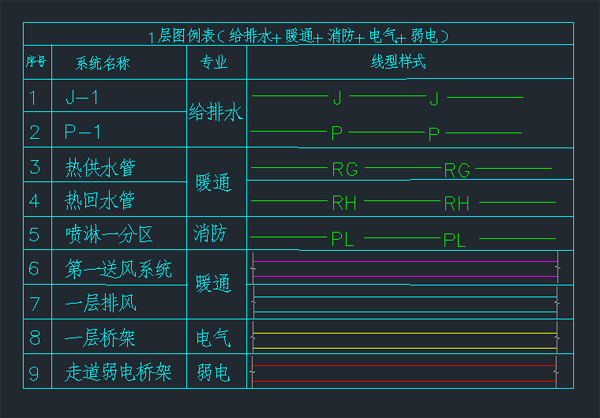 1层图例表(给排水+暖通+消防+电气+弱电)
序号 系统名称 专业 线型样式
1 J-1 给排水 J J
2 P-1 P P
3 热供水管 暖通 RG RG
4 热回水管 RH RH
5 喷淋一分区 消防 PL PL
6 第一送风系统 暖通
7 一层排风
8 一层桥架 电气
9 走道弱电桥架 弱电